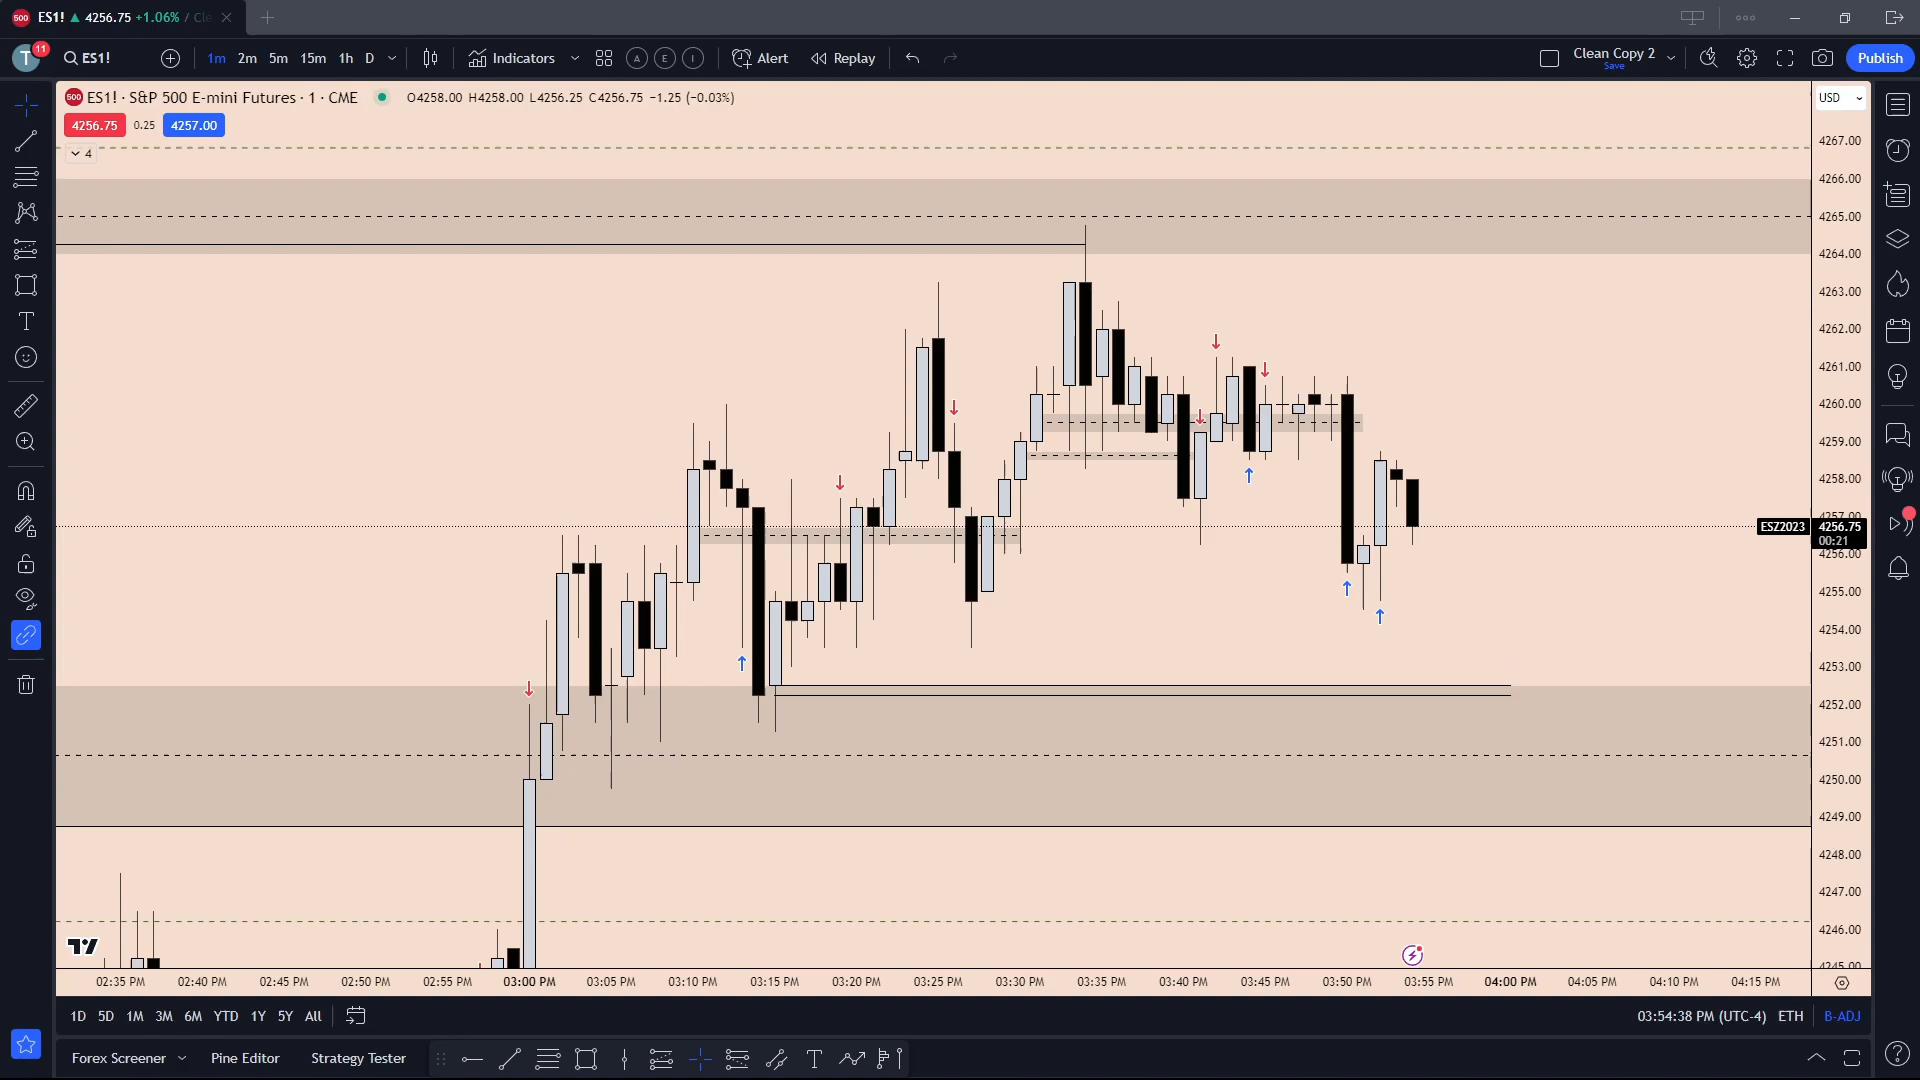 500 ES1! ▲ 4256.75 +1.06% / Cle
T 11 ES1! 1m 2m 5m 15m 1h D Indicators A E I Alert Replay Clean Copy 2 Publish
Save
500 ES1! · S&P 500 E-mini Futures · 1 · CME O4258.00 H4258.00 L4256.25 C4256.75 −1.25 (−0.03%) USD
4256.75 0.25 4257.00
4
4267.00
4266.00
4265.00
4264.00
4263.00
4262.00
4261.00
4260.00
4259.00
4258.00
4257.00
ESZ2023 4256.75
00:21
4256.00
4255.00
4254.00
4253.00
4252.00
4251.00
4250.00
4249.00
4248.00
4247.00
4246.00
4245.00
02:35 PM 02:40 PM 02:45 PM 02:50 PM 02:55 PM 03:00 PM 03:05 PM 03:10 PM 03:15 PM 03:20 PM 03:25 PM 03:30 PM 03:35 PM 03:40 PM 03:45 PM 03:50 PM 03:55 PM 04:00 PM 04:05 PM 04:10 PM 04:15 PM
1D 5D 1M 3M 6M YTD 1Y 5Y All 03:54:38 PM (UTC-4) ETH B-ADJ
Forex Screener Pine Editor Strategy Tester